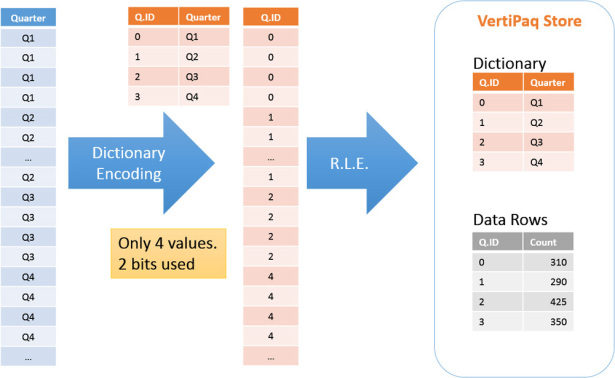 Quarter
Q1
Q1
Q1
Q1
Q2
Q2
...
Q2
Q3
Q3
Q3
Q3
Q4
Q4
Q4
Q4
...
Q.ID Quarter
0 Q1
1 Q2
2 Q3
3 Q4
Dictionary
Encoding
Only 4 values.
2 bits used
Q.ID
0
0
0
0
1
1
...
1
2
2
2
2
4
4
4
4
...
R.L.E.
VertiPaq Store
Dictionary
Q.ID Quarter
0 Q1
1 Q2
2 Q3
3 Q4
Data Rows
Q.ID Count
0 310
1 290
2 425
3 350